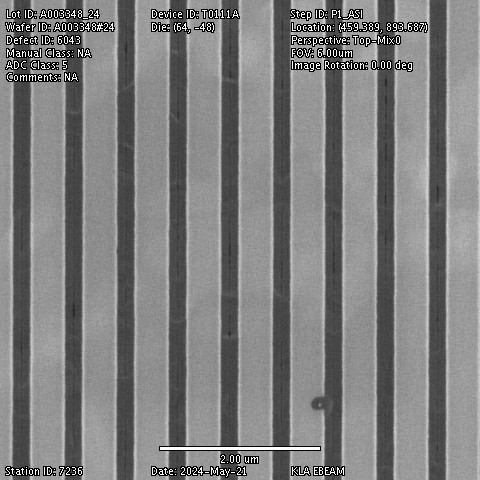 Lot ID: A003348_24
Wafer ID: A003348#24
Defect ID: 6043
Manual Class: NA
ADC Class: 5
Comments: NA
Device ID: T0111A
Die: (64, -48)
Step ID: P1_ASI
Location: (459.389, 893.687)
Perspective: Top-Mix0
FOV: 6.00um
Image Rotation: 0.00 deg
2.00 um
Station ID: 7236
Date: 2024-May-21
KLA EBEAM